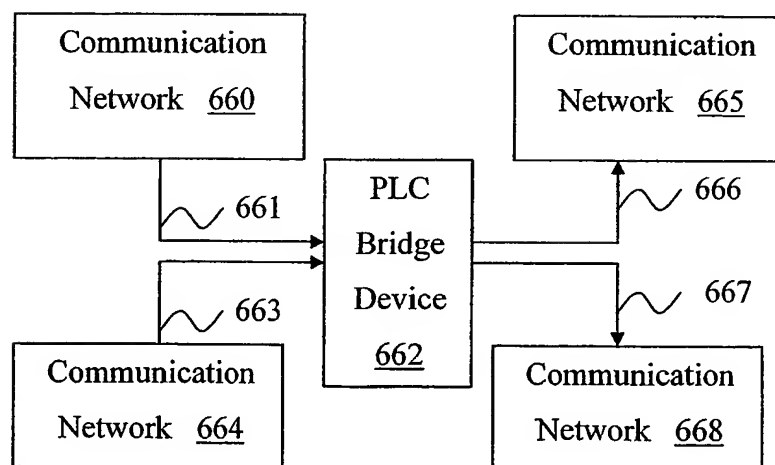 Communication
Network 660
Communication
Network 665
661
PLC
Bridge
Device
662
666
663
667
Communication
Network 664
Communication
Network 668